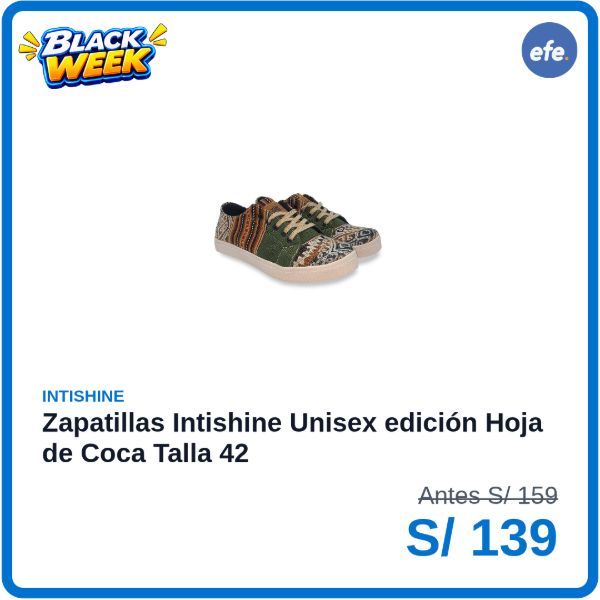 BLACK
WEEK
efe.
INTISHINE
Zapatillas Intishine Unisex edición Hoja
de Coca Talla 42
Antes S/ 159
S/ 139